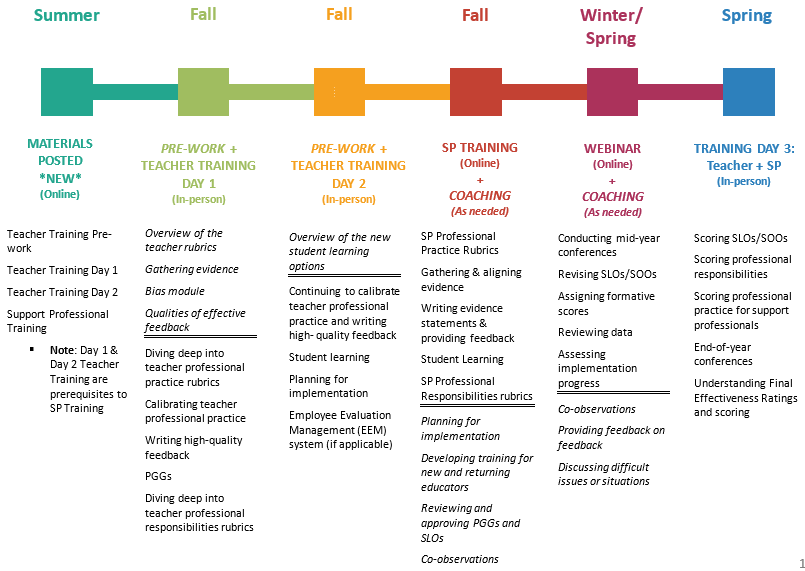 Summer
Fall
Fall
Fall
Winter/
Spring
Spring
MATERIALS
POSTED
*NEW*
(Online)
Teacher Training Pre-
work
Teacher Training Day 1
Teacher Training Day 2
Support Professional
Training
▪ Note: Day 1 &
Day 2 Teacher
Training are
prerequisites to
SP Training
PRE-WORK +
TEACHER TRAINING
DAY 1
(In-person)
Overview of the
teacher rubrics
Gathering evidence
Bias module
Qualities of effective
feedback
Diving deep into
teacher professional
practice rubrics
Calibrating teacher
professional practice
Writing high-quality
feedback
PGGs
Diving deep into
teacher professional
responsibilities rubrics
PRE-WORK +
TEACHER TRAINING
DAY 2
(In-person)
Overview of the new
student learning
options
Continuing to calibrate
teacher professional
practice and writing
high- quality feedback
Student learning
Planning for
implementation
Employee Evaluation
Management (EEM)
system (if applicable)
SP TRAINING
(Online)
+
COACHING
(As needed)
SP Professional
Practice Rubrics
Gathering & aligning
evidence
Writing evidence
statements &
providing feedback
Student Learning
SP Professional
Responsibilities rubrics
Planning for
implementation
Developing training for
new and returning
educators
Reviewing and
approving PGGs and
SLOs
Co-observations
WEBINAR
(Online)
+
COACHING
(As needed)
Conducting mid-year
conferences
Revising SLOs/SOOs
Assigning formative
scores
Reviewing data
Assessing
implementation
progress
Co-observations
Providing feedback on
feedback
Discussing difficult
issues or situations
TRAINING DAY 3:
Teacher + SP
(In-person)
Scoring SLOs/SOOs
Scoring professional
responsibilities
Scoring professional
practice for support
professionals
End-of-year
conferences
Understanding Final
Effectiveness Ratings
and scoring
1